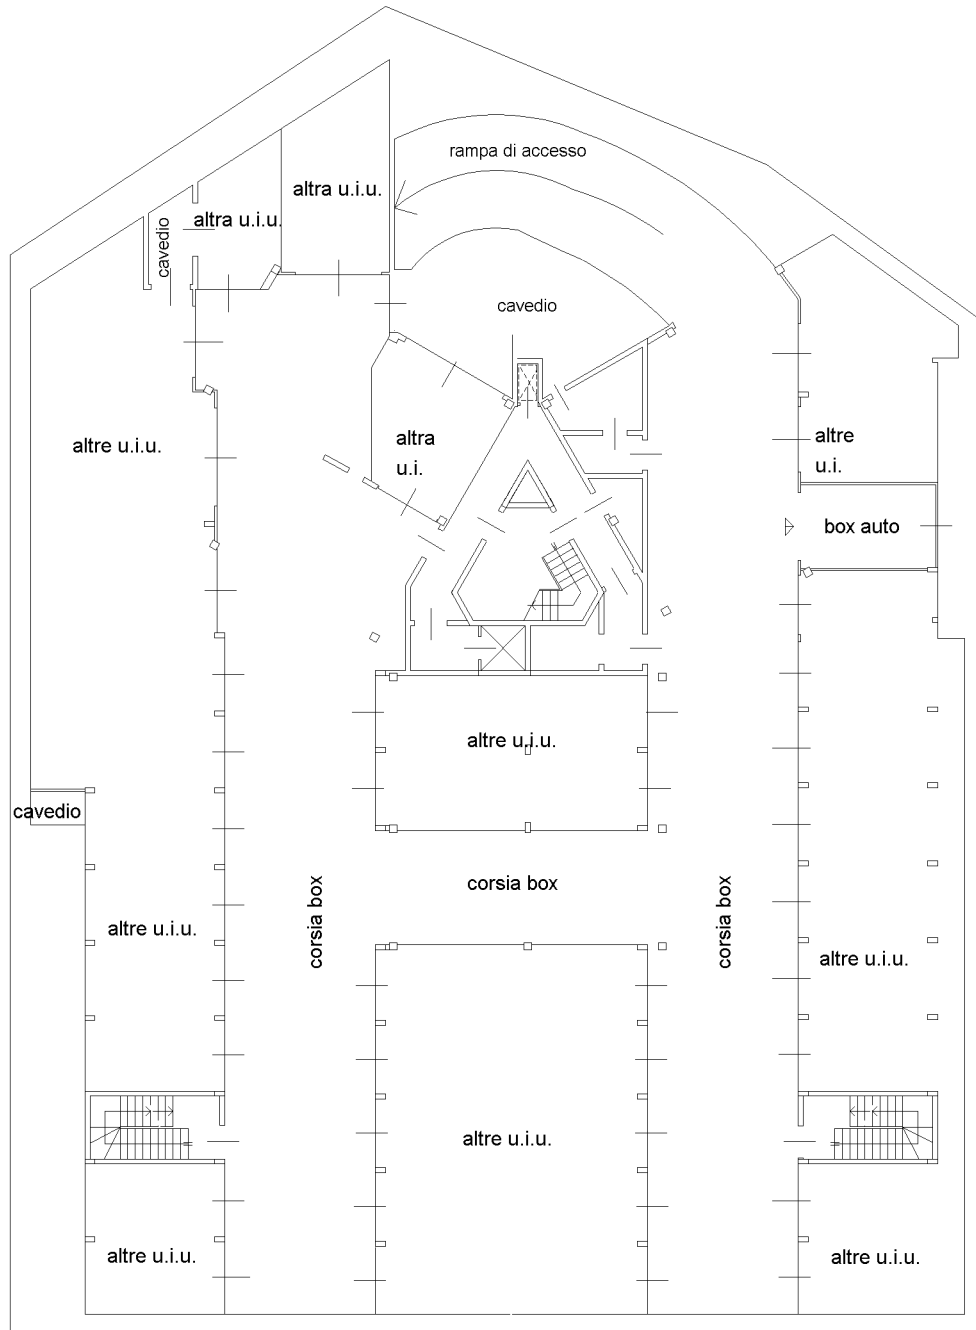 rampa di accesso
altra u.i.u.
altra u.i.u.
cavedio
cavedio
altre u.i.u.
altra
u.i.
altre
u.i.
box auto
altre u.i.u.
cavedio
corsia box
corsia box
corsia box
altre u.i.u.
altre u.i.u.
altre u.i.u.
altre u.i.u.
altre u.i.u.